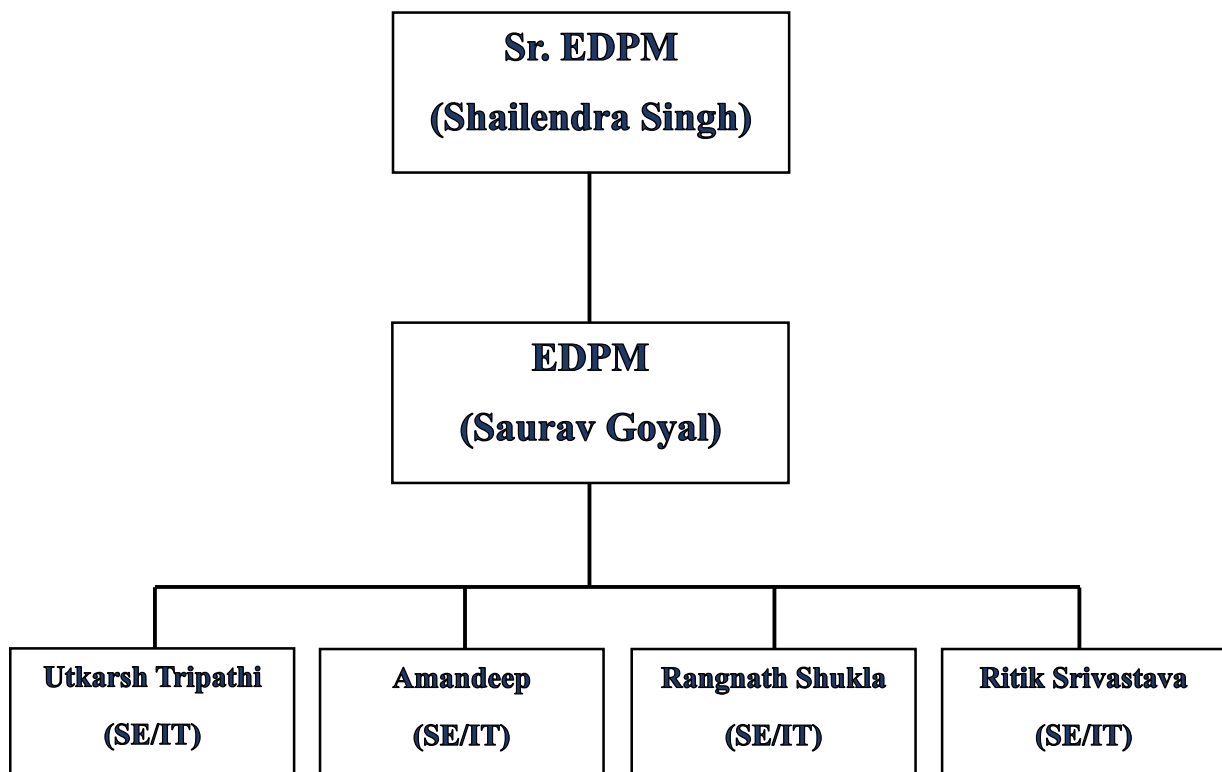 Sr. EDPM
(Shailendra Singh)
EDPM
(Saurav Goyal)
Utkarsh Tripathi
(SE/IT)
Amandeep
(SE/IT)
Rangnath Shukla
(SE/IT)
Ritik Srivastava
(SE/IT)